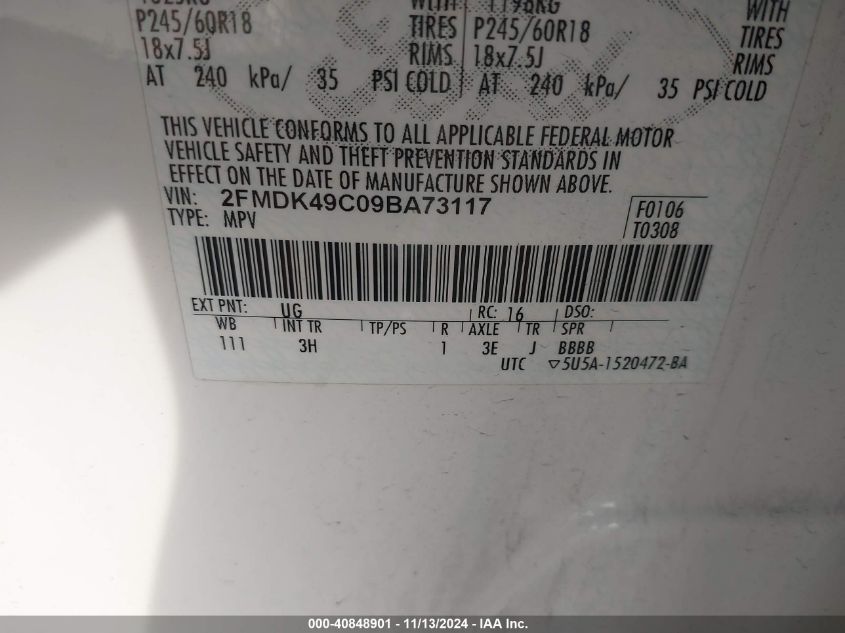 WITH WITH
P245/60R18 TIRES P245/60R18 TIRES
18x7.5J RIMS 18x7.5J RIMS
AT 240 kPa/ 35 PSI COLD AT 240 kPa/ 35 PSI COLD
THIS VEHICLE CONFORMS TO ALL APPLICABLE FEDERAL MOTOR
VEHICLE SAFETY AND THEFT PREVENTION STANDARDS IN
EFFECT ON THE DATE OF MANUFACTURE SHOWN ABOVE.
VIN: 2FMDK49C09BA73117 F0106
TYPE: MPV T0308
EXT PNT: UG RC: 16 DSO:
WB INT TR TP/PS R AXLE TR SPR
111 3H 1 3E J BBBB
UTC ▽5U5A-1520472-BA
000-40848901 - 11/13/2024 - IAA Holdings, LLC.